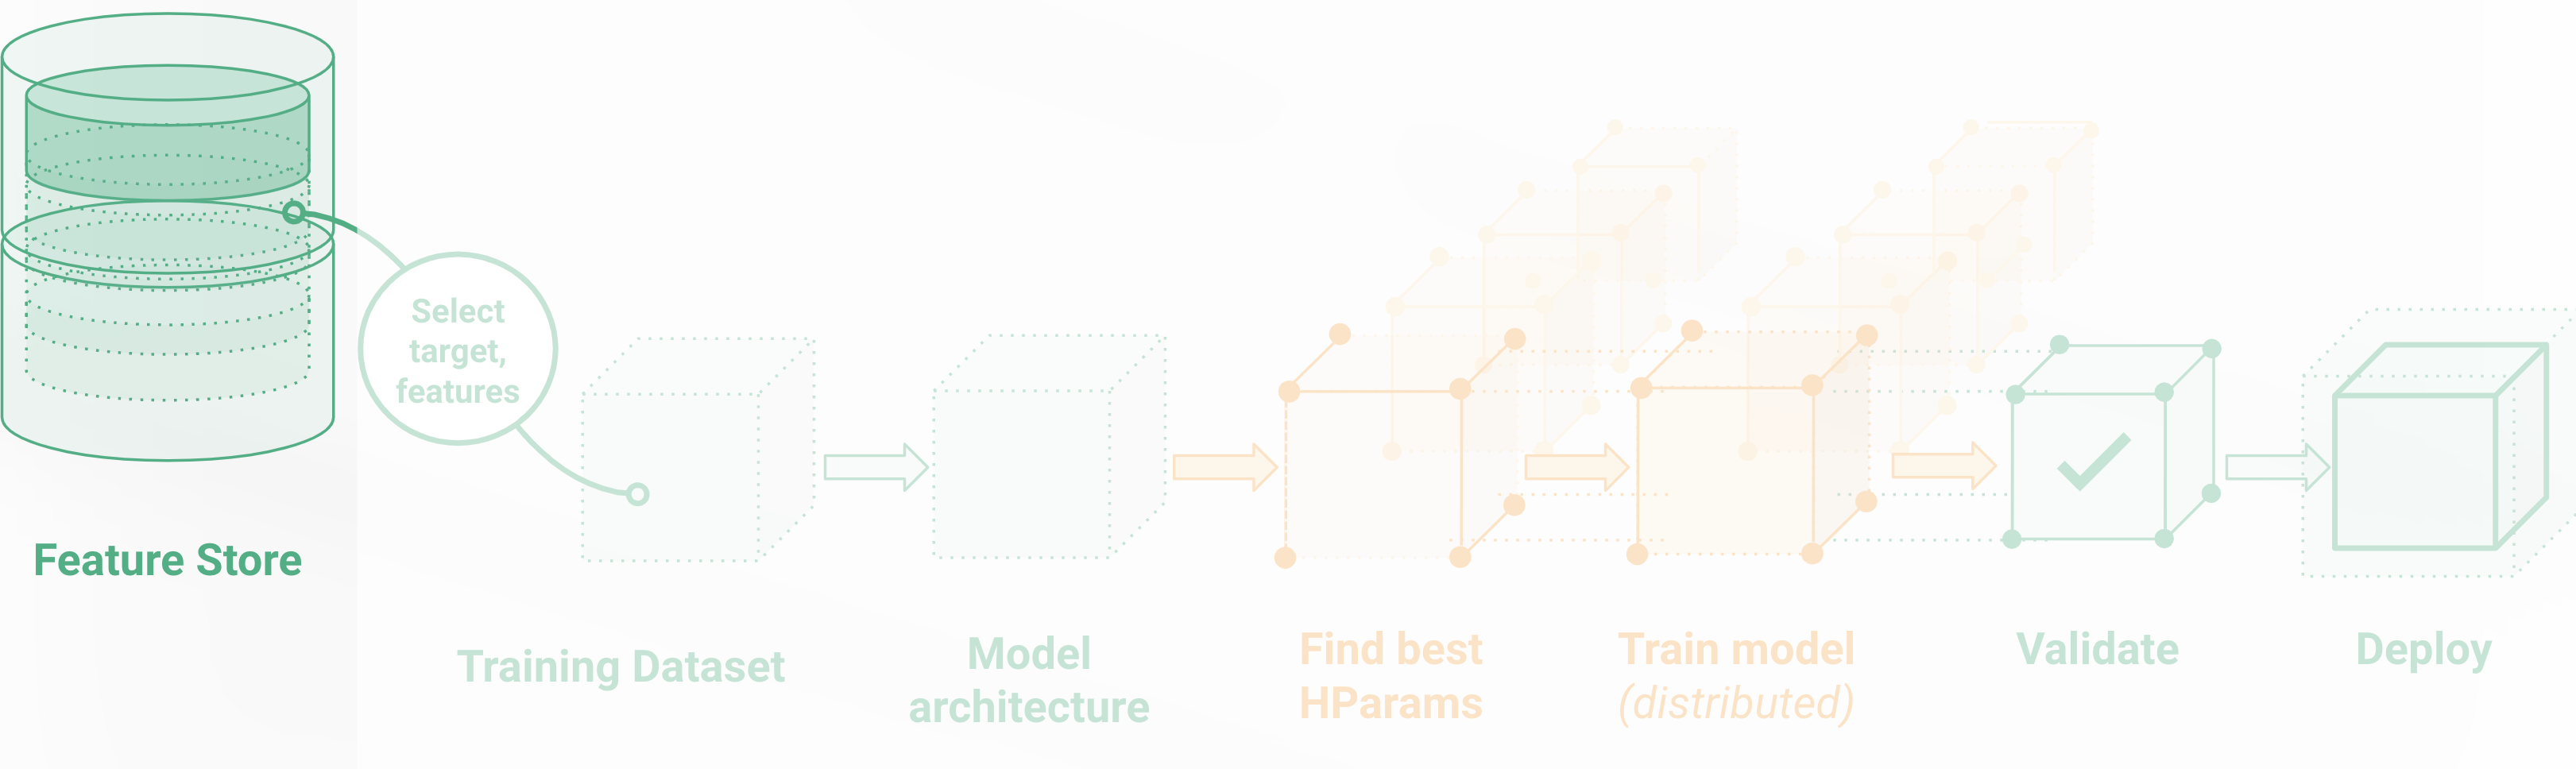 Feature Store
Select
target,
features
Training Dataset
Model
architecture
Find best
HParams
Train model
(distributed)
Validate
Deploy